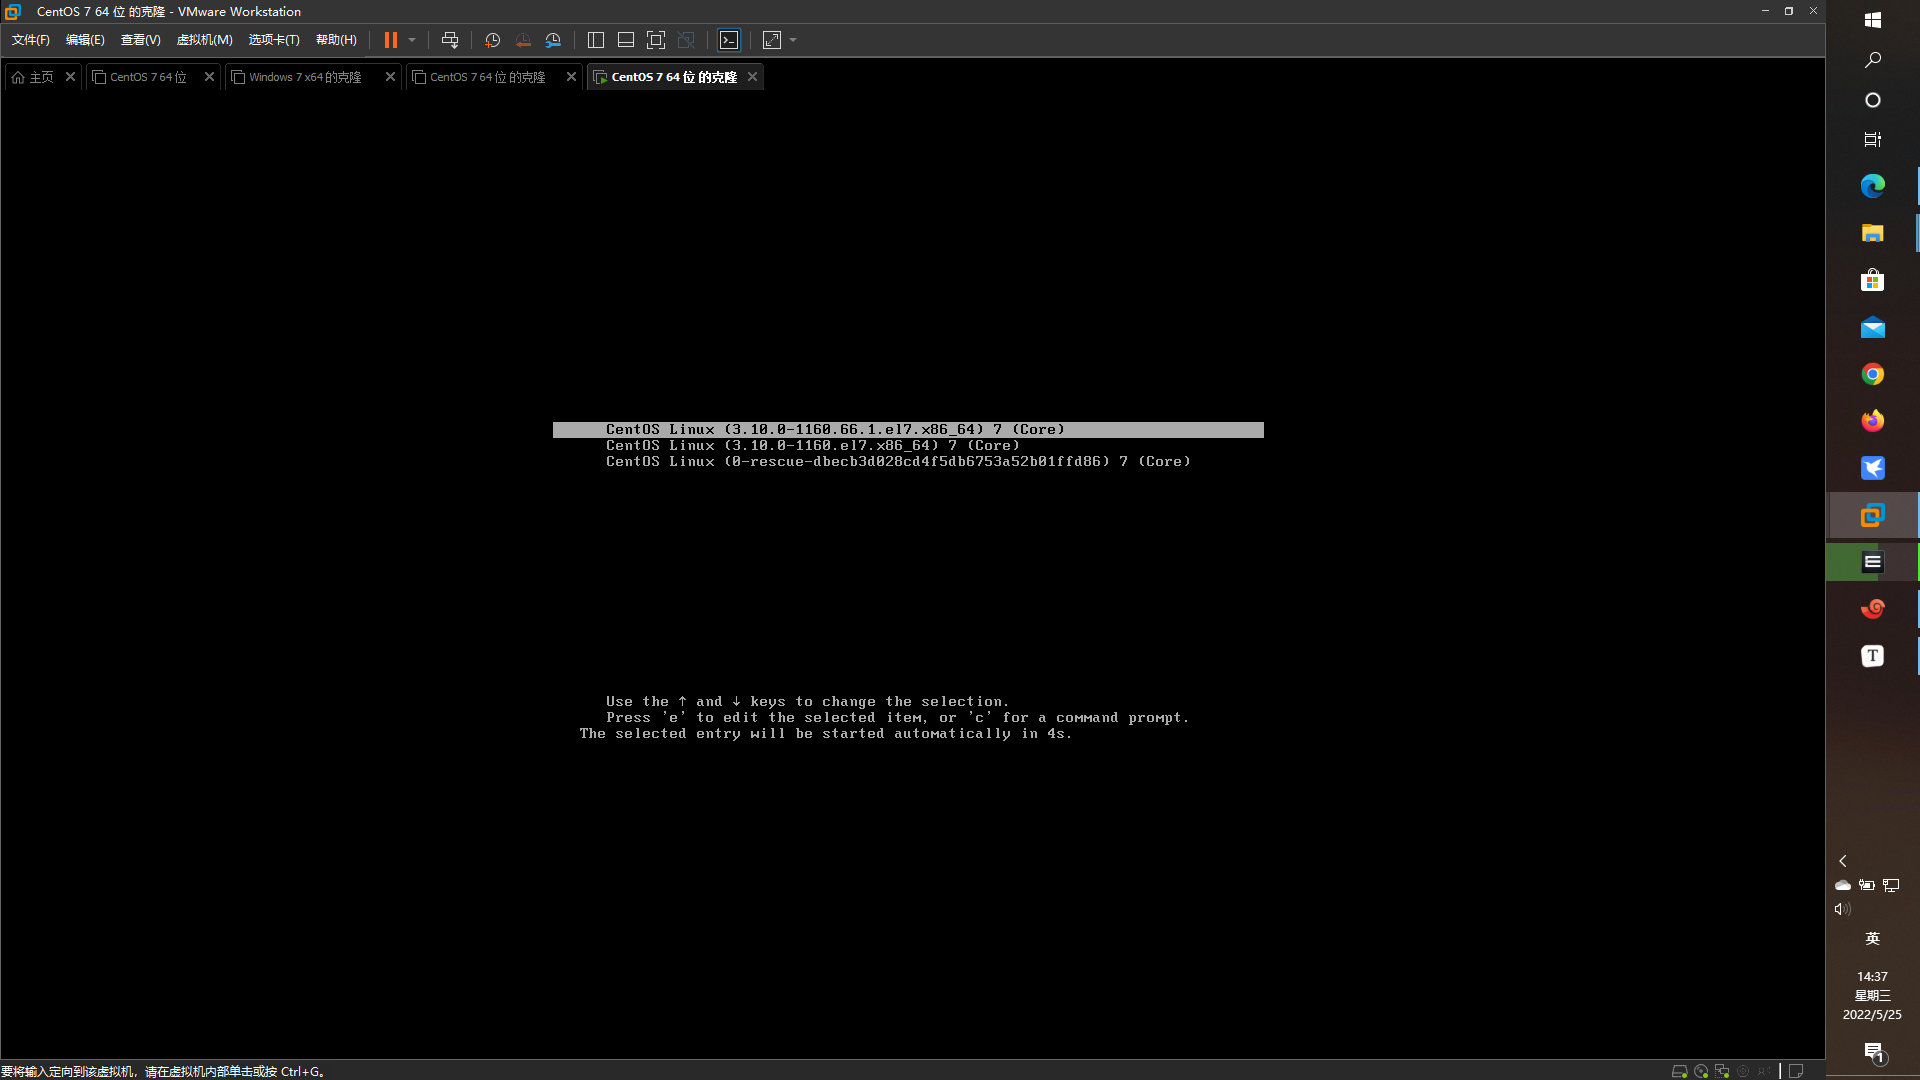 CentOS 7 64 位 的克隆 - VMware Workstation
文件(F) 编辑(E) 查看(V) 虚拟机(M) 选项卡(T) 帮助(H)
主页 CentOS 7 64 位 Windows 7 x64 的克隆 CentOS 7 64 位 的克隆 CentOS 7 64 位 的克隆
CentOS Linux (3.10.0-1160.66.1.el7.x86_64) 7 (Core)
CentOS Linux (3.10.0-1160.el7.x86_64) 7 (Core)
CentOS Linux (0-rescue-dbecb3d028cd4f5db6753a52b01ffd86) 7 (Core)
Use the ↑ and ↓ keys to change the selection.
Press 'e' to edit the selected item, or 'c' for a command prompt.
The selected entry will be started automatically in 4s.
要将输入定向到该虚拟机，请在虚拟机内部单击或按 Ctrl+G。
T
英
14:37
星期三
2022/5/25
1